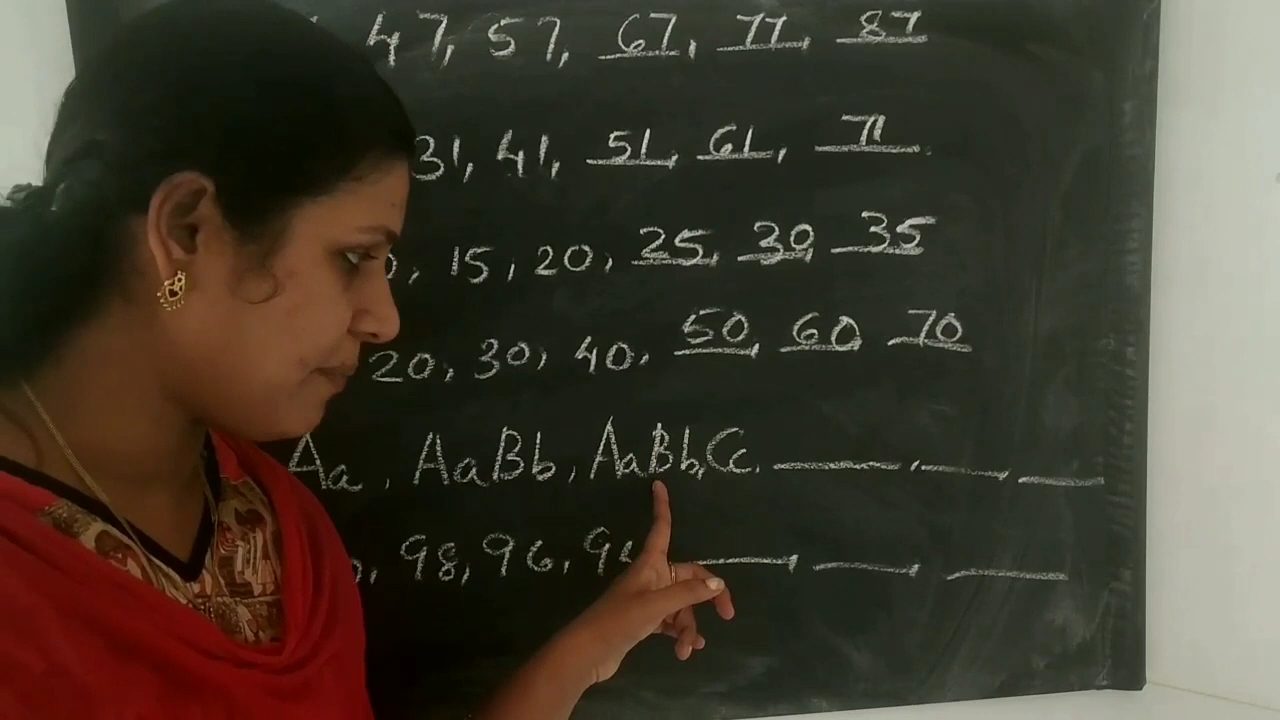 47, 57, 67, 77, 87
31, 41, 51, 61, 71
, 15, 20, 25, 30, 35
20, 30, 40, 50, 60, 70
Aa, AaBb, AaBbCc,
98, 96,